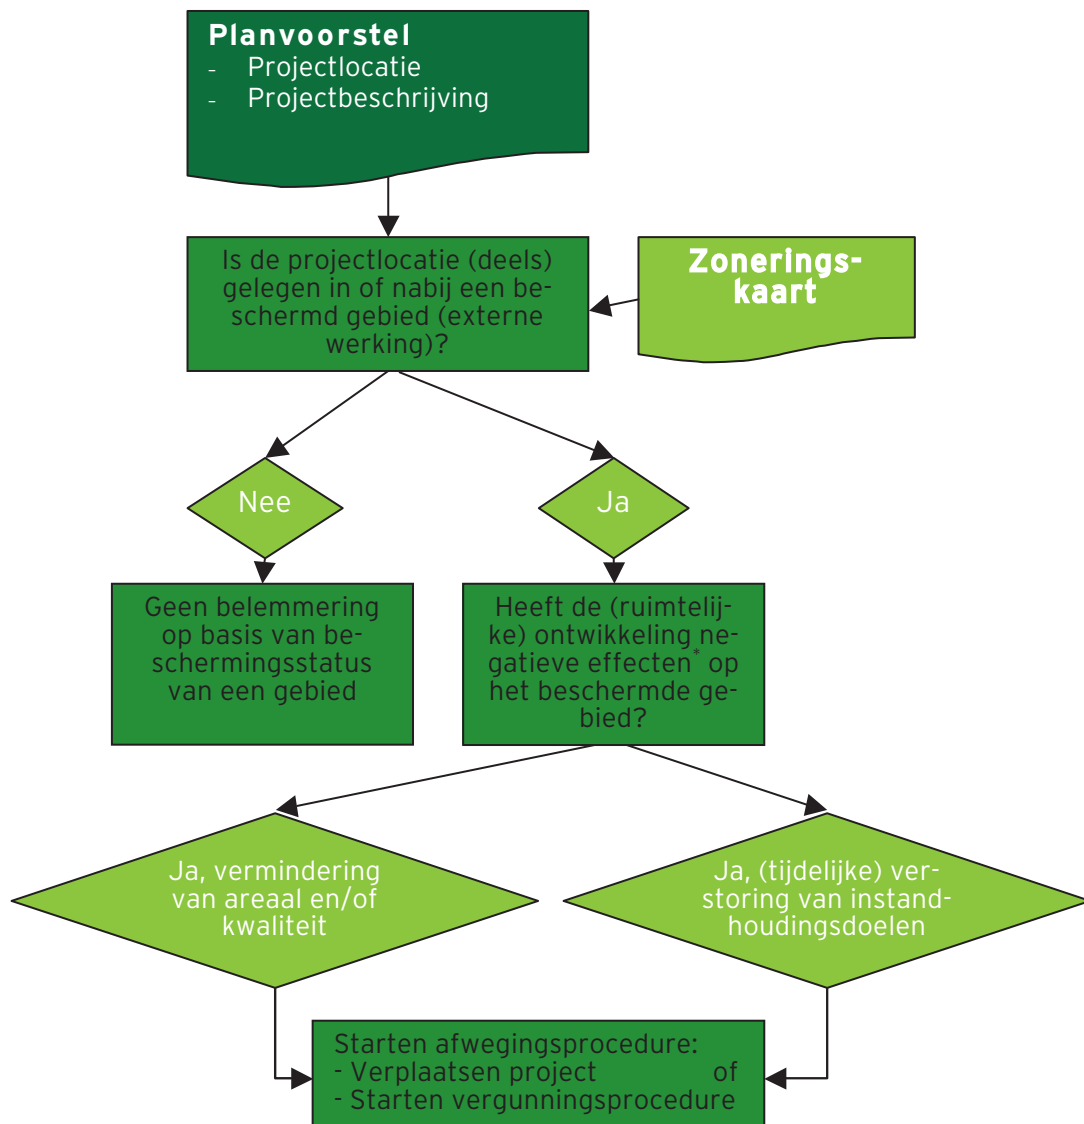 Planvoorstel
- Projectlocatie
- Projectbeschrijving
Is de projectlocatie (deels)
gelegen in of nabij een be-
schermd gebied (externe
werking)?
Zonerings-
kaart
Nee
Ja
Geen belemmering
op basis van be-
schermingsstatus
van een gebied
Heeft de (ruimtelij-
ke) ontwikkeling ne-
gatieve effecten* op
het beschermde ge-
bied?
Ja, vermindering
van areaal en/of
kwaliteit
Ja, (tijdelijke) ver-
storing van instand-
houdingsdoelen
Starten afwegingsprocedure:
- Verplaatsen project of
- Starten vergunningsprocedure